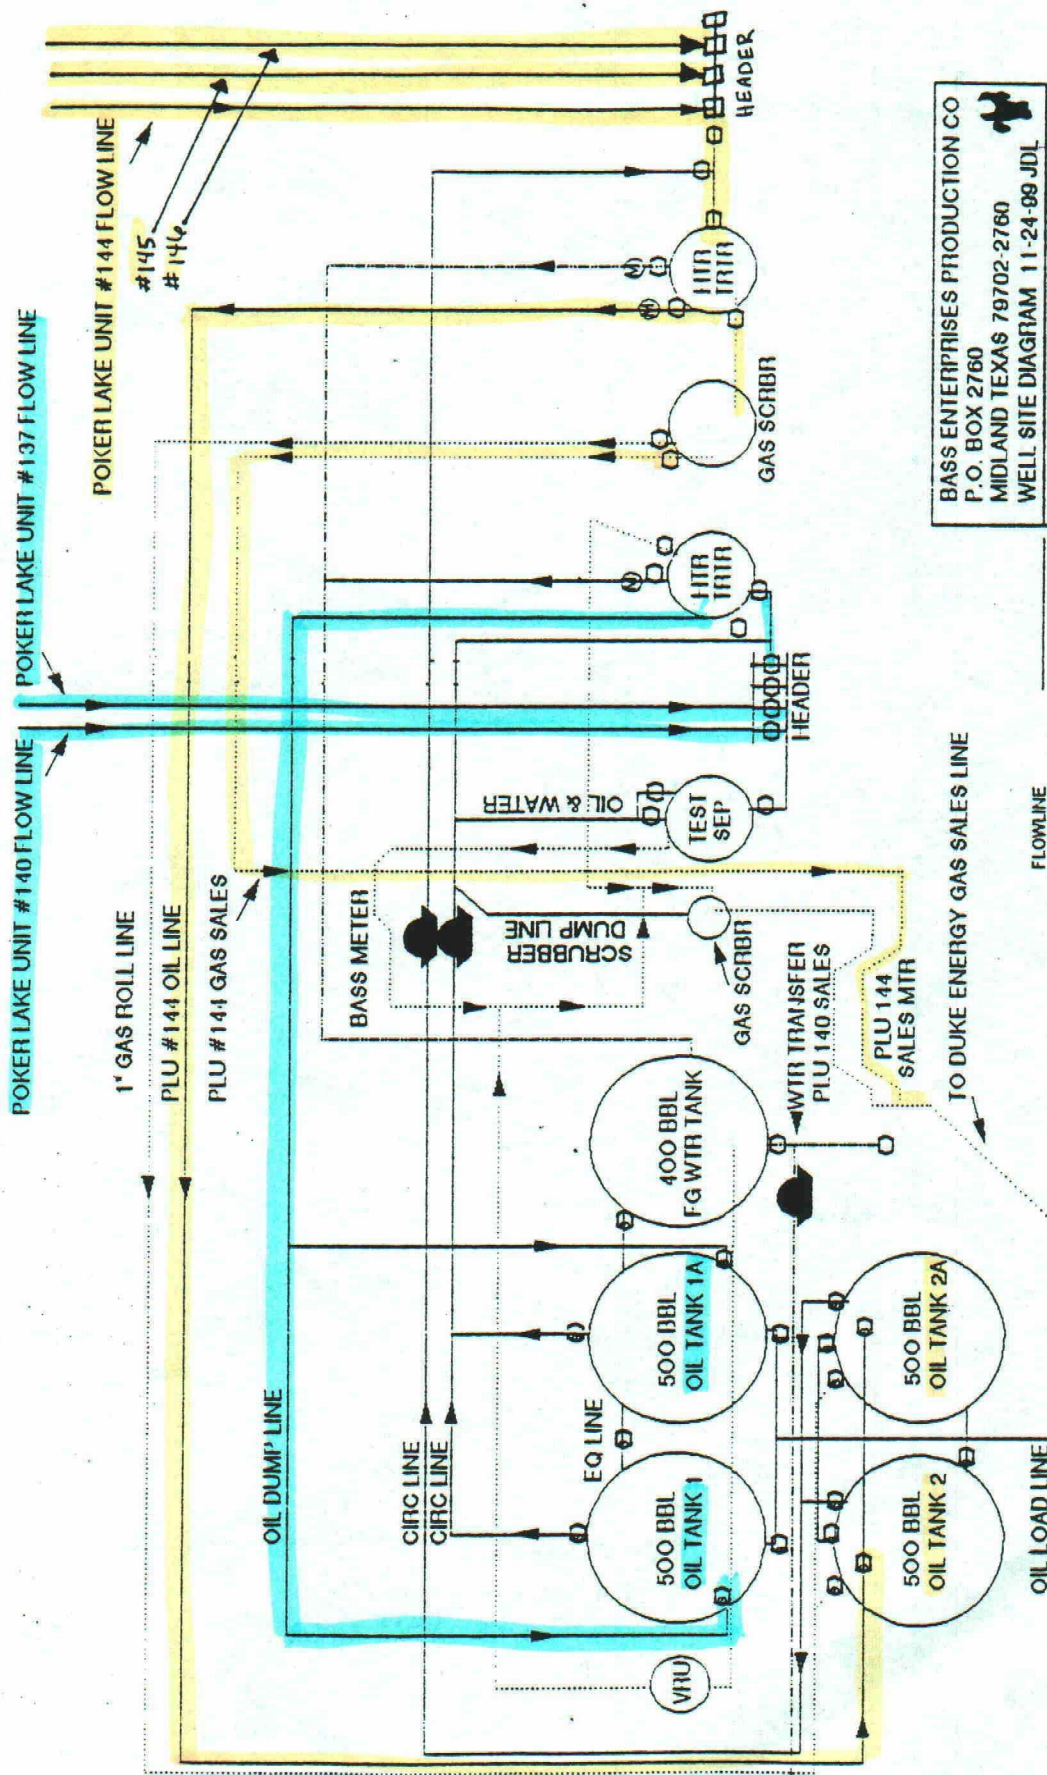 POKER LAKE UNIT #140 FLOW LINE
POKER LAKE UNIT #137 FLOW LINE
POKER LAKE UNIT #144 FLOW LINE
#145
#146
1" GAS ROLL LINE
PLU #144 OIL LINE
PLU #144 GAS SALES
OIL DUMP LINE
BASS METER
CIRC LINE
CIRC LINE
OIL & WATER
SCRUBBER
DUMP LINE
EQ LINE
VRU
500 BBL
OIL TANK 1
500 BBL
OIL TANK 1A
400 BBL
FG WTR TANK
GAS SCRBR
TEST
SEP
HEADER
HTR
TRTR
GAS SCRBR
HTR
TRTR
HEADER
WTR TRANSFER
PLU 140 SALES
PLU 144
SALES MTR
500 BBL
OIL TANK 2
500 BBL
OIL TANK 2A
TO DUKE ENERGY GAS SALES LINE
OIL LOAD LINE
FLOWLINE
BASS ENTERPRISES PRODUCTION CO
P.O. BOX 2760
MIDLAND TEXAS 79702-2760
WELL SITE DIAGRAM 11-24-99 JDL